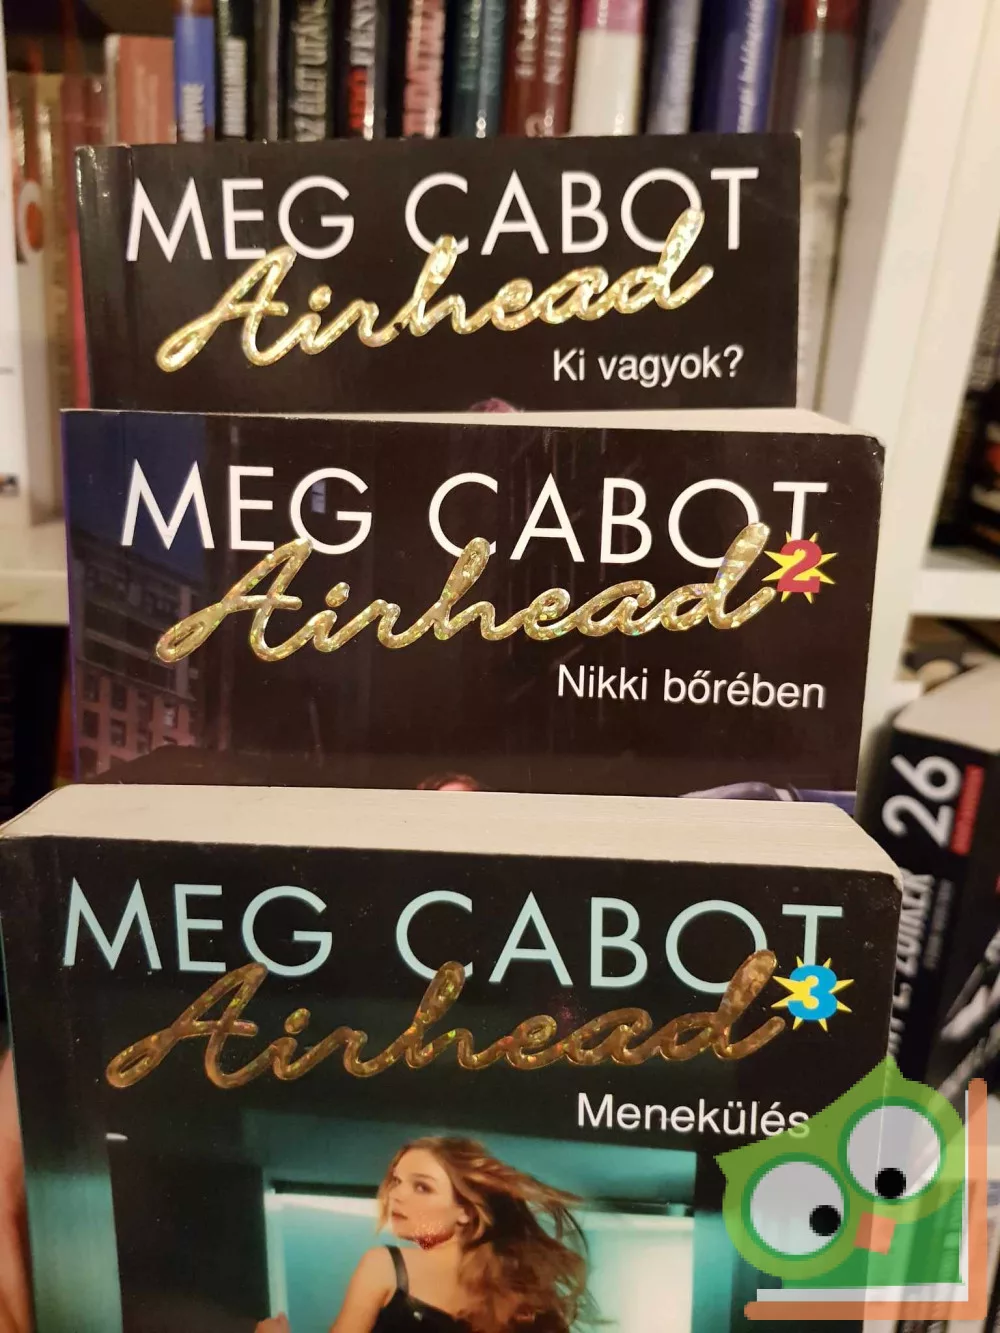 MEG CABOT
Airhead
Ki vagyok?
MEG CABOT
Airhead
2
Nikki bőrében
MEG CABOT
Airhead
3
Menekülés
26